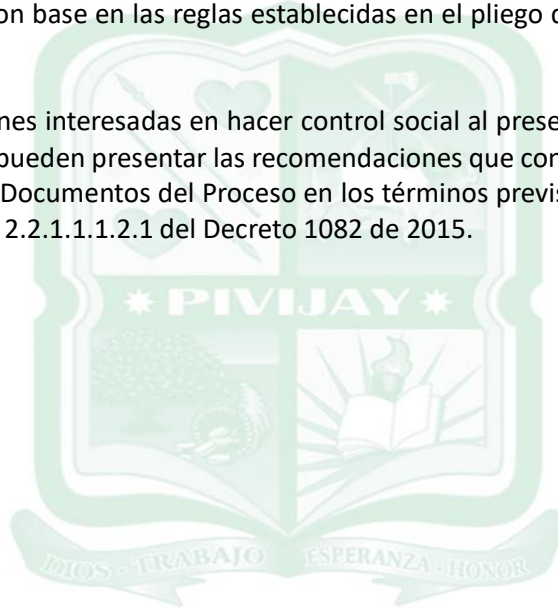 on base en las reglas establecidas en el pliego
nes interesadas en hacer control social al prese
pueden presentar las recomendaciones que con
Documentos del Proceso en los términos previs
2.2.1.1.1.2.1 del Decreto 1082 de 2015.
* PIVIJAY *
DIOS - TRABAJO ESPERANZA - HONOR